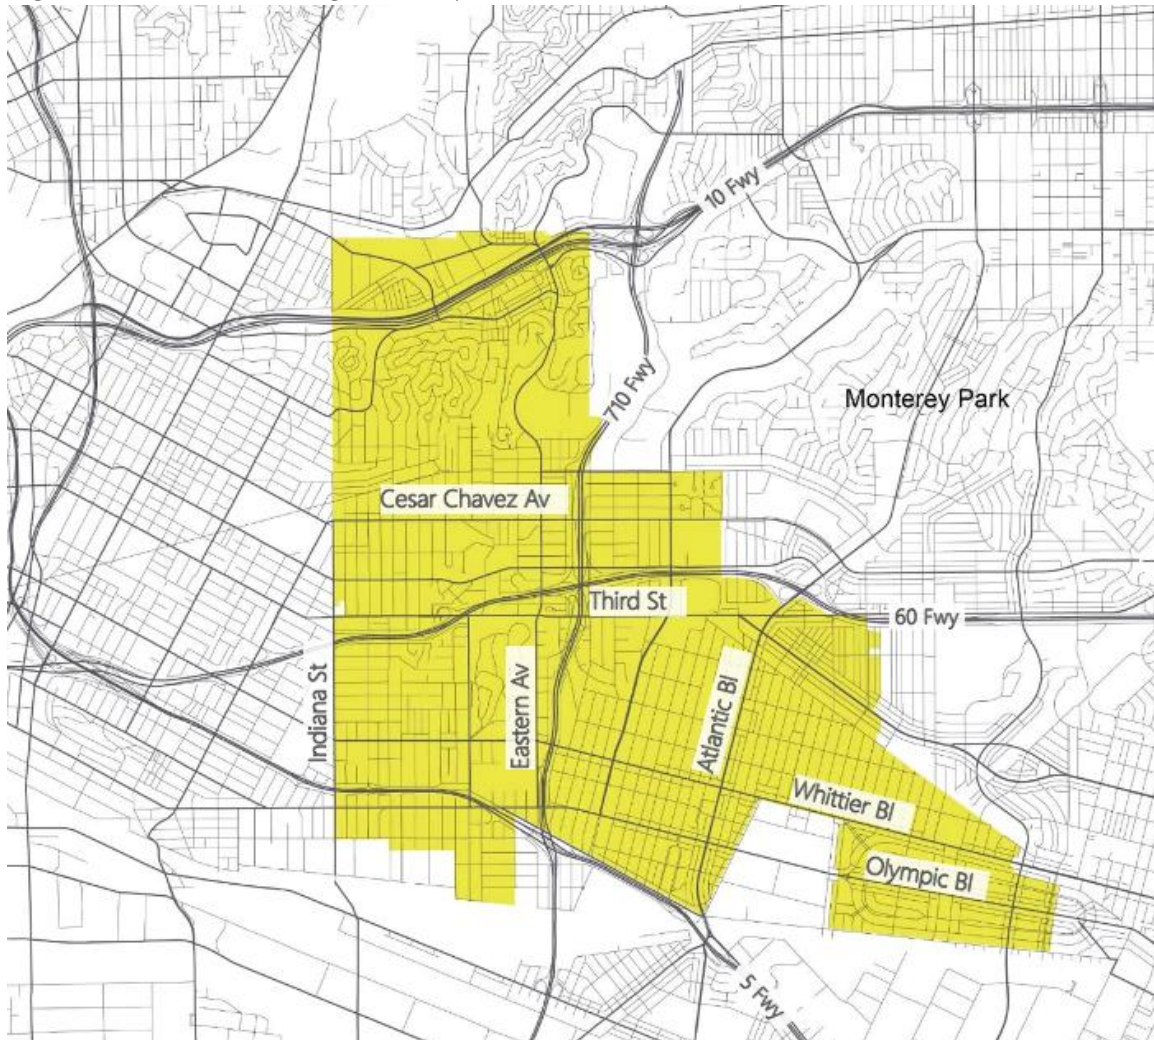 10 Fwy
710 Fwy
Monterey Park
Cesar Chavez Av
Third St
60 Fwy
Indiana St
Eastern Av
Atlantic Bl
Whittier Bl
Olympic Bl
5 Fwy